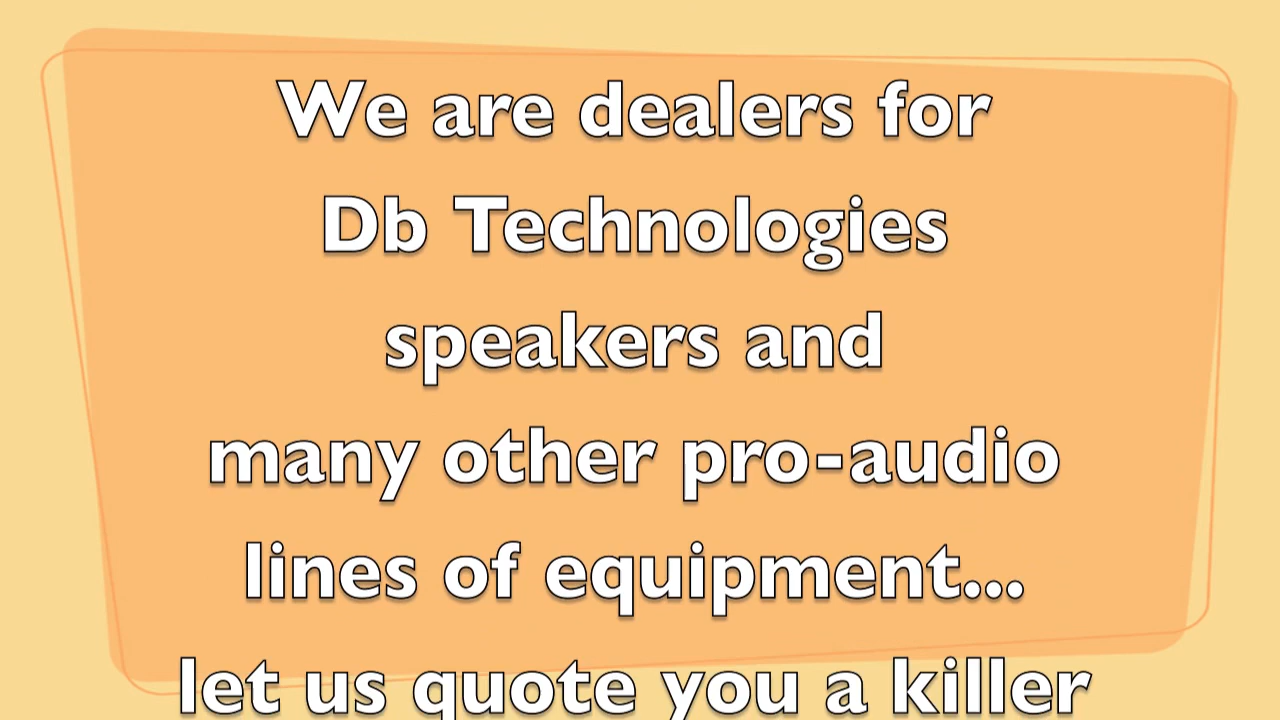 We are dealers for
Db Technologies
speakers and
many other pro-audio
lines of equipment...
let us quote you a killer